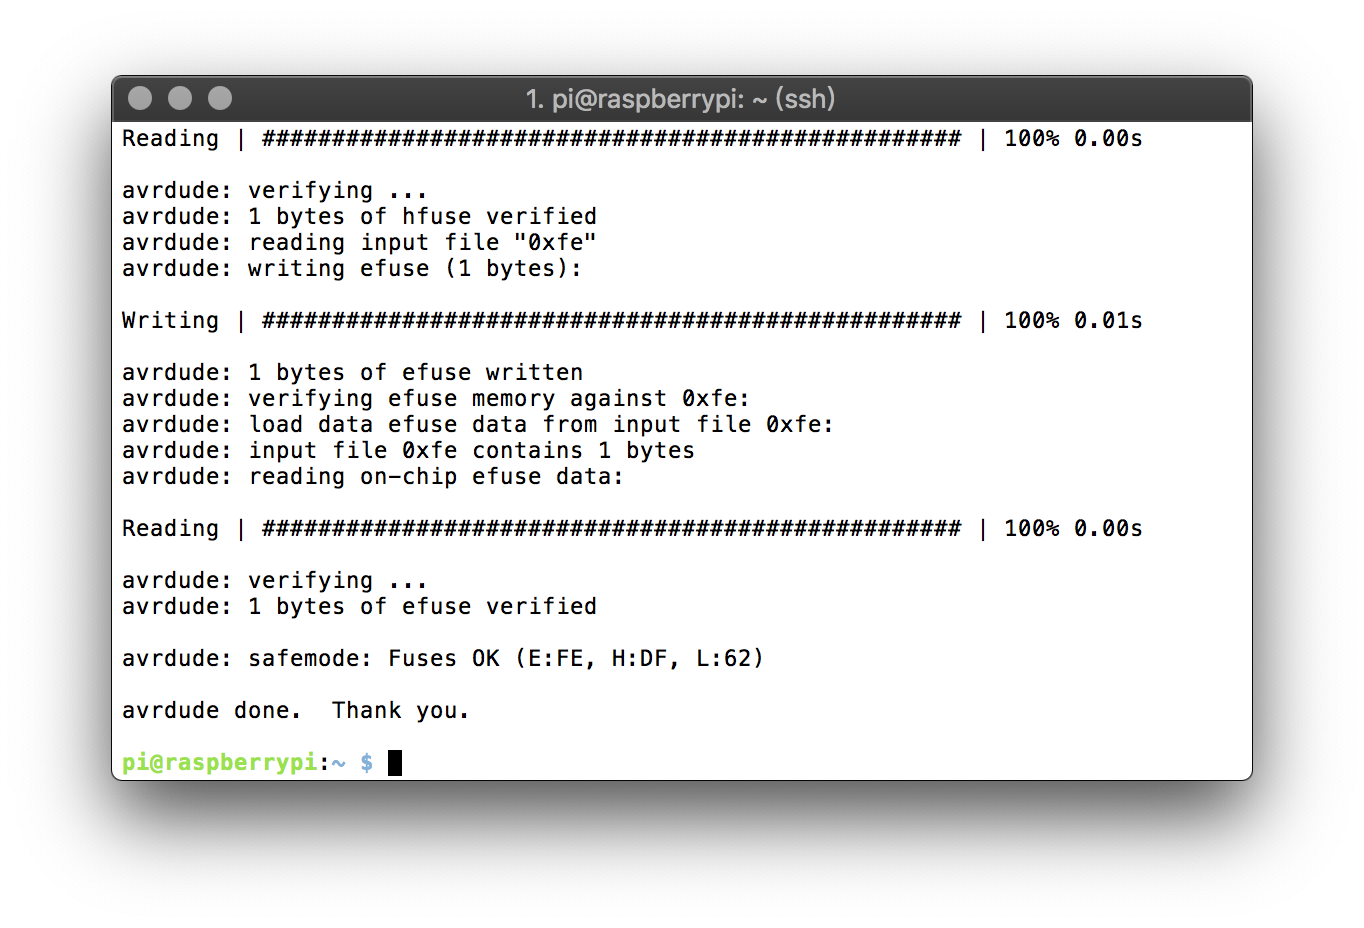 1. pi@raspberrypi: ~ (ssh)
Reading | ################################################## | 100% 0.00s
avrdude: verifying ...
avrdude: 1 bytes of hfuse verified
avrdude: reading input file "0xfe"
avrdude: writing efuse (1 bytes):
Writing | ################################################## | 100% 0.01s
avrdude: 1 bytes of efuse written
avrdude: verifying efuse memory against 0xfe:
avrdude: load data efuse data from input file 0xfe:
avrdude: input file 0xfe contains 1 bytes
avrdude: reading on-chip efuse data:
Reading | ################################################## | 100% 0.00s
avrdude: verifying ...
avrdude: 1 bytes of efuse verified
avrdude: safemode: Fuses OK (E:FE, H:DF, L:62)
avrdude done.  Thank you.
pi@raspberrypi:~ $